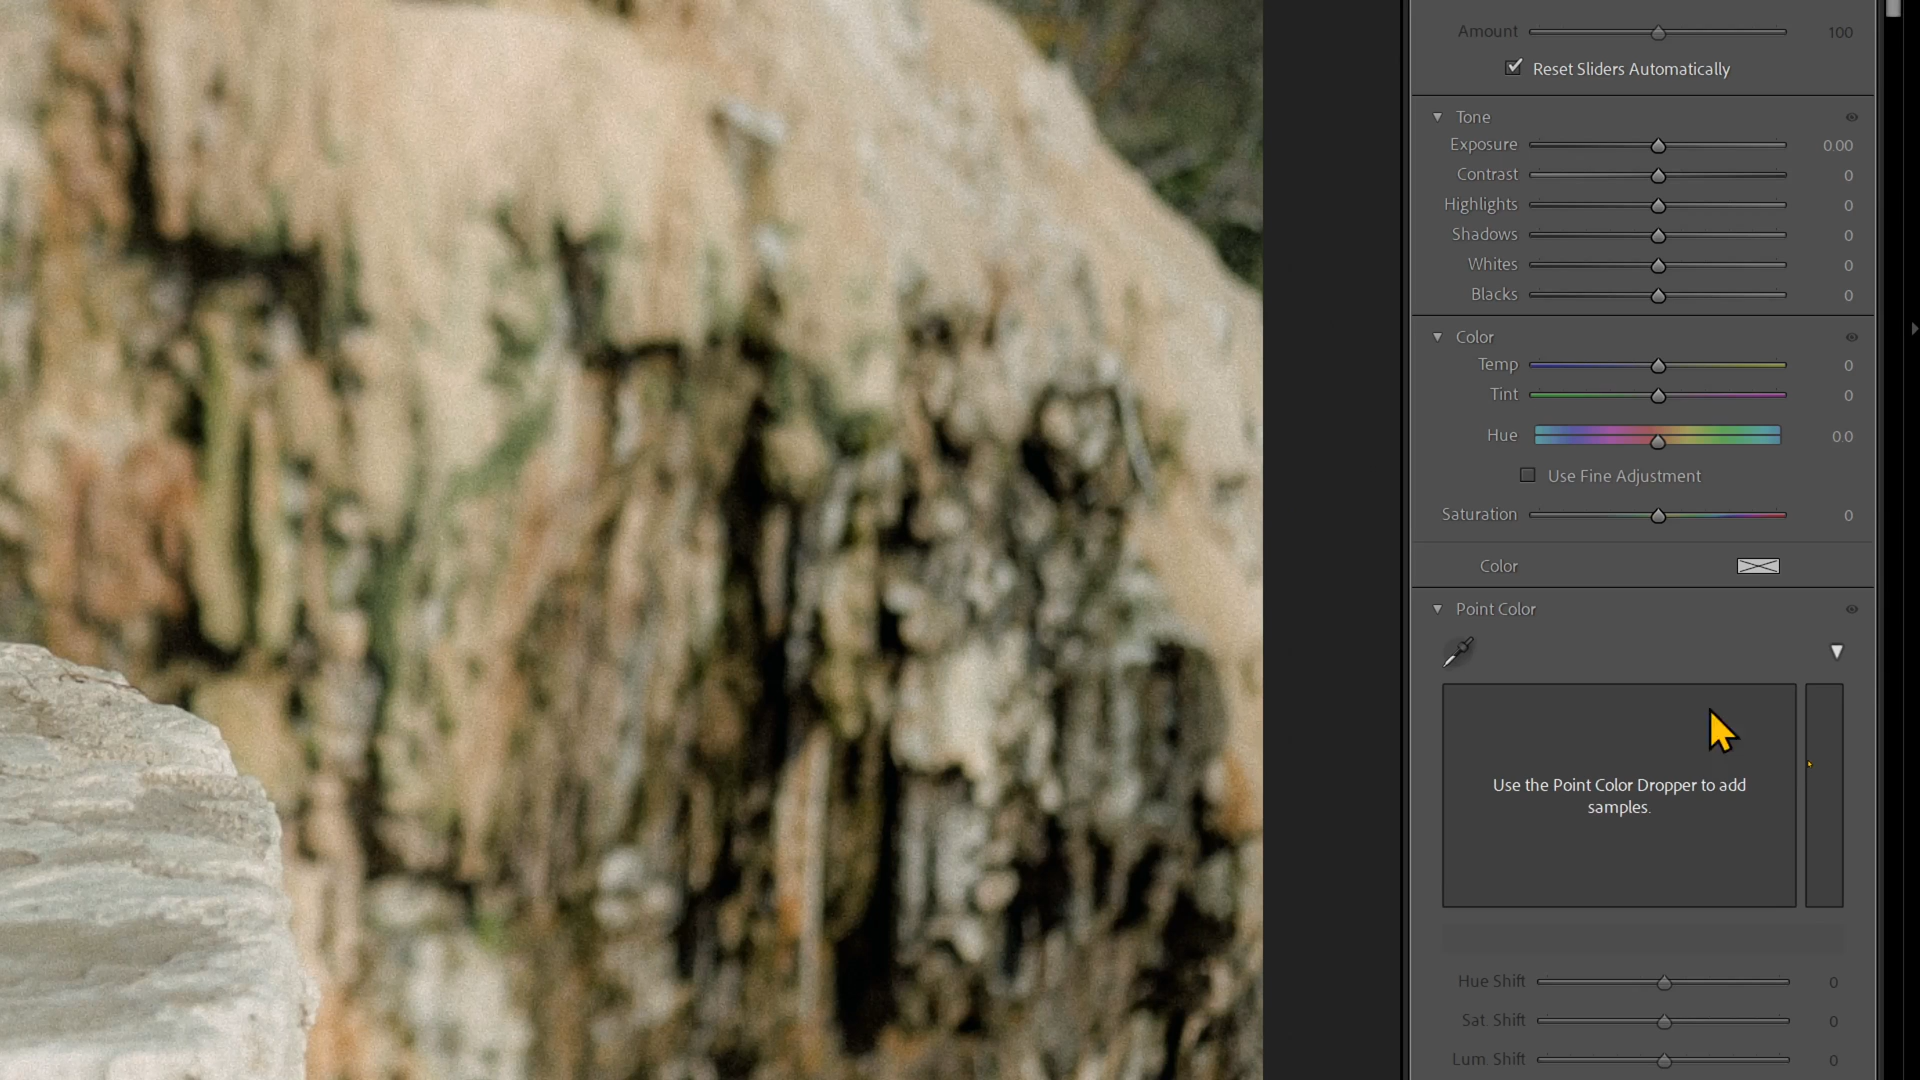 Amount 100
Reset Sliders Automatically
Tone
Exposure 0.00
Contrast 0
Highlights 0
Shadows 0
Whites 0
Blacks 0
Color
Temp 0
Tint 0
Hue 0.0
Use Fine Adjustment
Saturation 0
Color
Point Color
Use the Point Color Dropper to add
samples.
Hue Shift 0
Sat. Shift 0
Lum. Shift 0